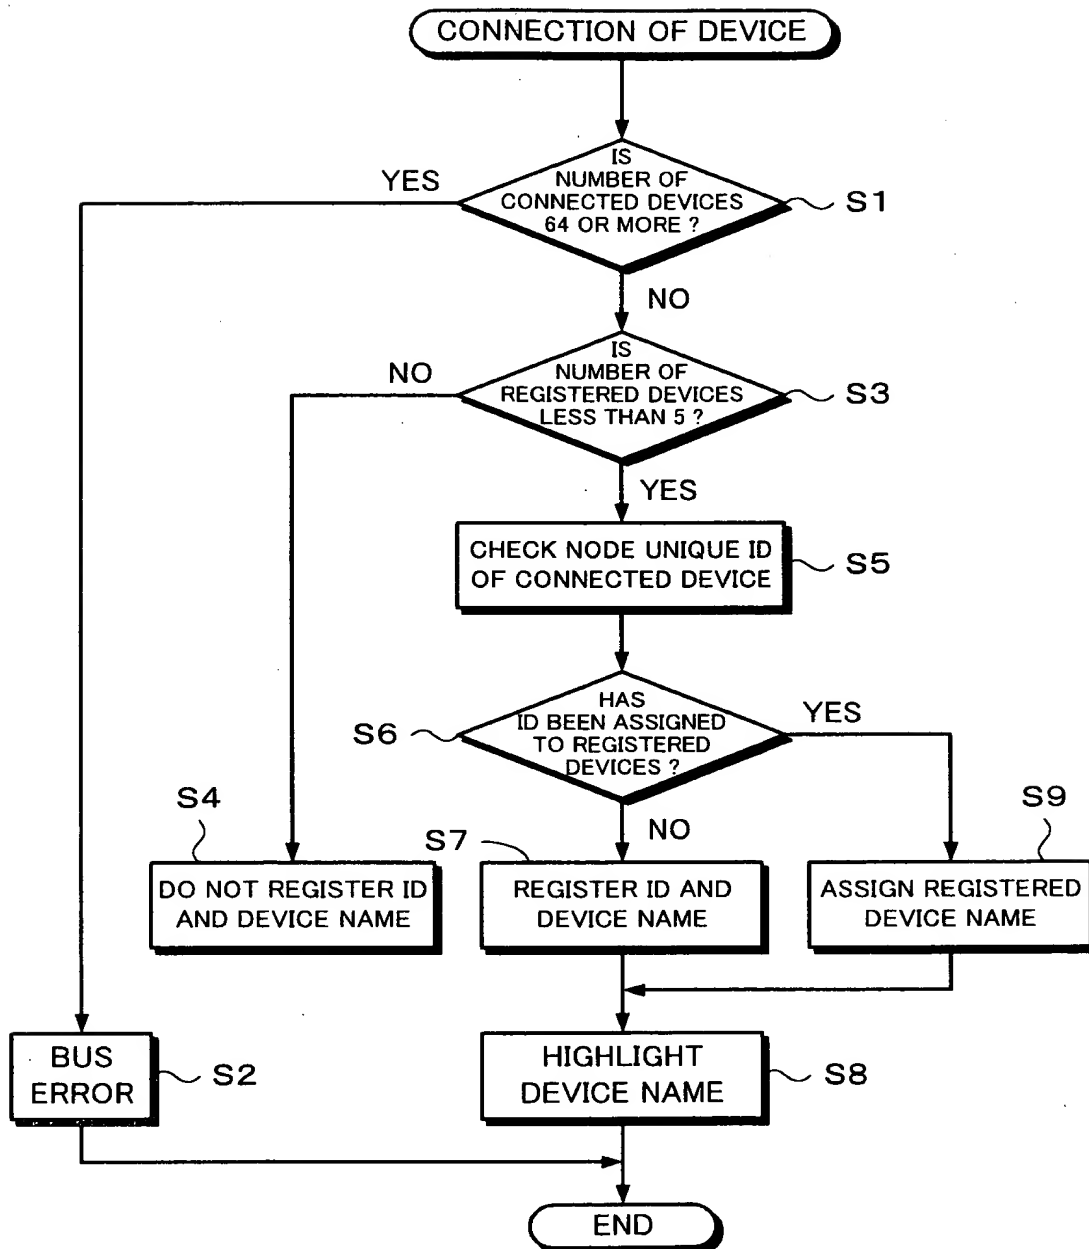 CONNECTION OF DEVICE
IS
NUMBER OF
CONNECTED DEVICES
64 OR MORE ?
YES
S1
NO
IS
NUMBER OF
REGISTERED DEVICES
LESS THAN 5 ?
NO
S3
YES
CHECK NODE UNIQUE ID
OF CONNECTED DEVICE
S5
HAS
ID BEEN ASSIGNED
TO REGISTERED
DEVICES ?
S6
YES
NO
S4
DO NOT REGISTER ID
AND DEVICE NAME
S7
REGISTER ID AND
DEVICE NAME
S9
ASSIGN REGISTERED
DEVICE NAME
BUS
ERROR
S2
HIGHLIGHT
DEVICE NAME
S8
END